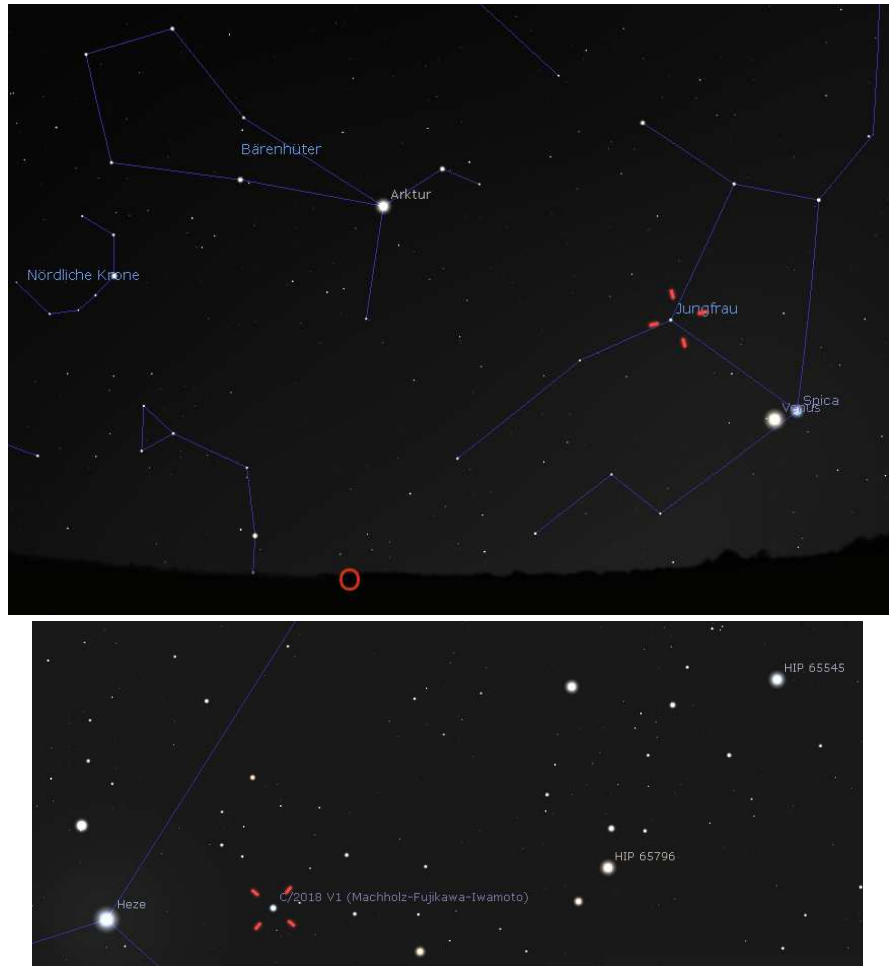 Bärenhüter
Arktur
Nördliche Krone
Jungfrau
Spica
Venus
O
HIP 65545
HIP 65796
C/2018 V1 (Machholz-Fujikawa-Iwamoto)
Heze